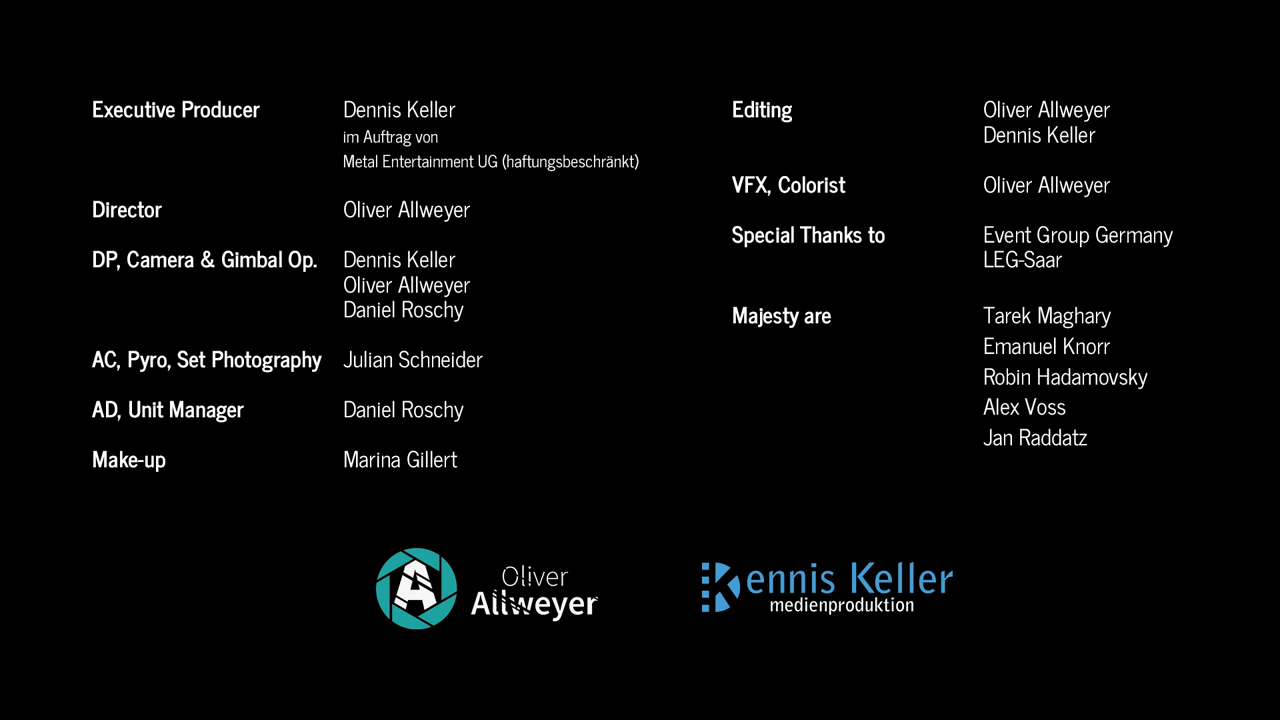 Executive Producer Dennis Keller
im Auftrag von
Metal Entertainment UG (haftungsbeschränkt)
Director Oliver Allweyer
DP, Camera & Gimbal Op. Dennis Keller
Oliver Allweyer
Daniel Roschy
AC, Pyro, Set Photography Julian Schneider
AD, Unit Manager Daniel Roschy
Make-up Marina Gillert
Editing Oliver Allweyer
Dennis Keller
VFX, Colorist Oliver Allweyer
Special Thanks to Event Group Germany
LEG-Saar
Majesty are Tarek Maghary
Emanuel Knorr
Robin Hadamovsky
Alex Voss
Jan Raddatz
A
Oliver
Allweyer
Dennis Keller
medienproduktion